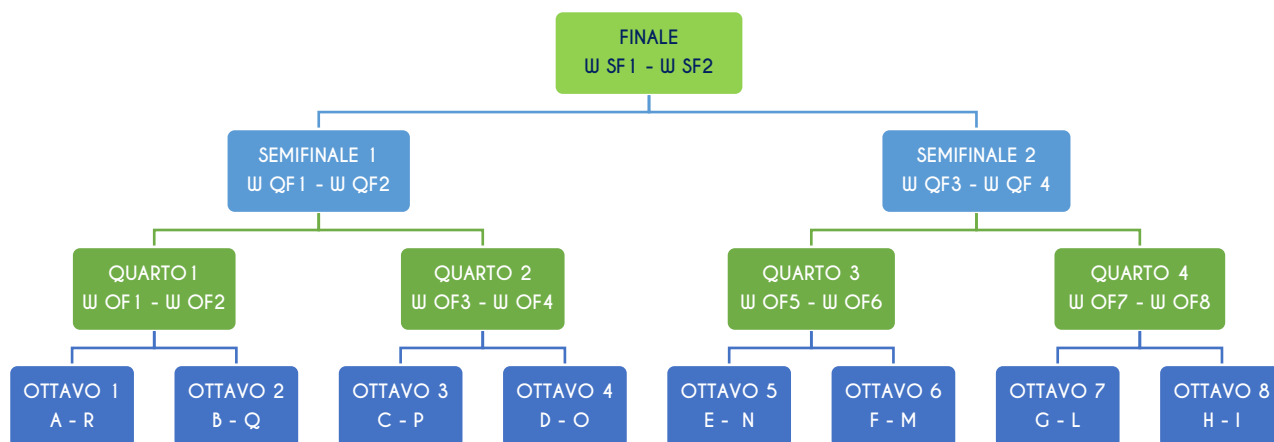 FINALE
W SF1 - W SF2
SEMIFINALE 1
W QF1 - W QF2
SEMIFINALE 2
W QF3 - W QF 4
QUARTO1
W OF1 - W OF2
QUARTO 2
W OF3 - W OF4
QUARTO 3
W OF5 - W OF6
QUARTO 4
W OF7 - W OF8
OTTAVO 1
A - R
OTTAVO 2
B - Q
OTTAVO 3
C - P
OTTAVO 4
D - O
OTTAVO 5
E - N
OTTAVO 6
F - M
OTTAVO 7
G - L
OTTAVO 8
H - I